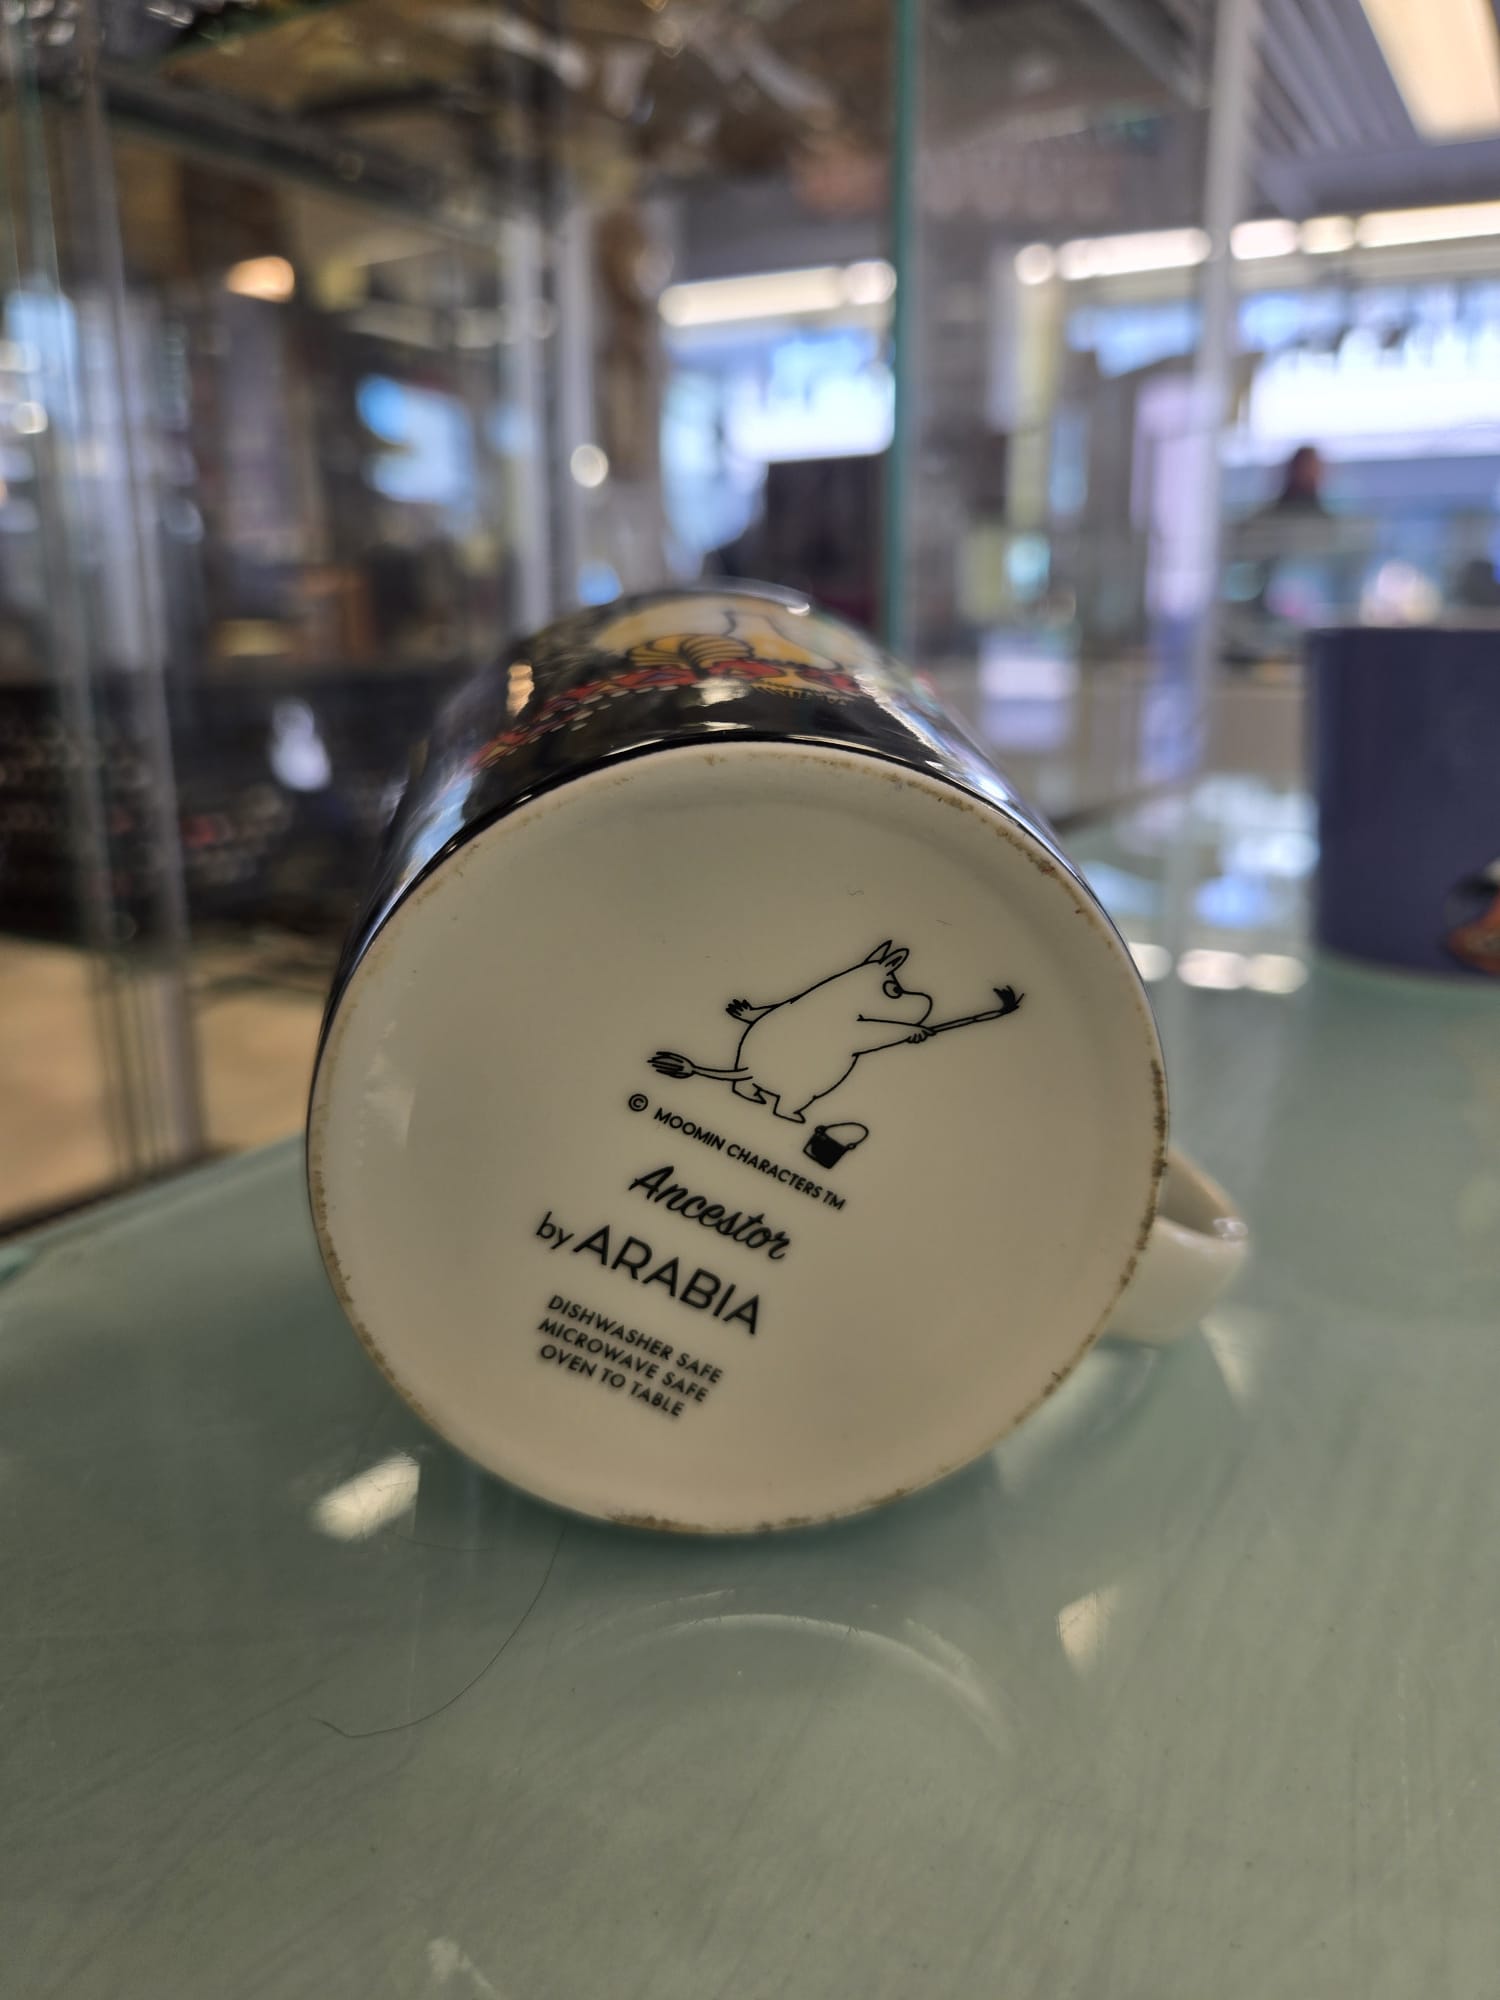 © MOOMIN CHARACTERS TM
Ancestor
by ARABIA
DISHWASHER SAFE
MICROWAVE SAFE
OVEN TO TABLE